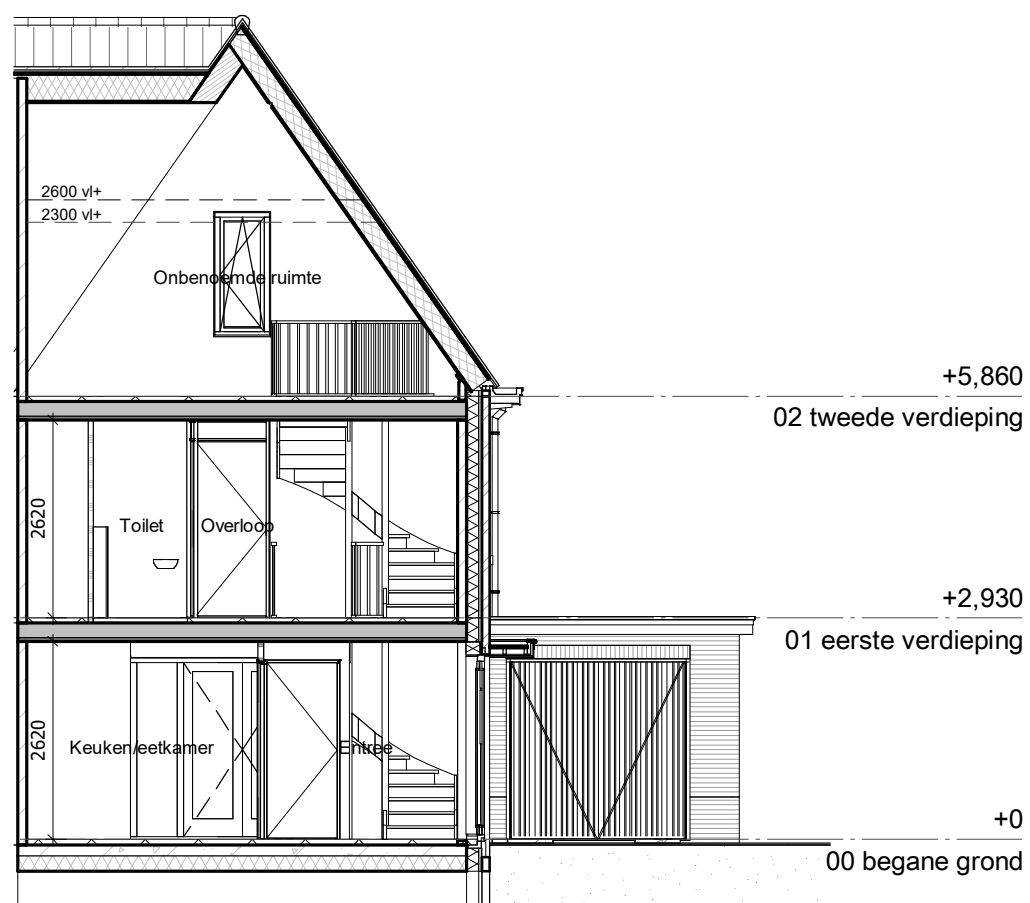 2600 vl+
2300 vl+
Onbenoemde ruimte
+5,860
02 tweede verdieping
2620
Toilet
Overloop
+2,930
01 eerste verdieping
2620
Keuken/eetkamer
Entree
+0
00 begane grond